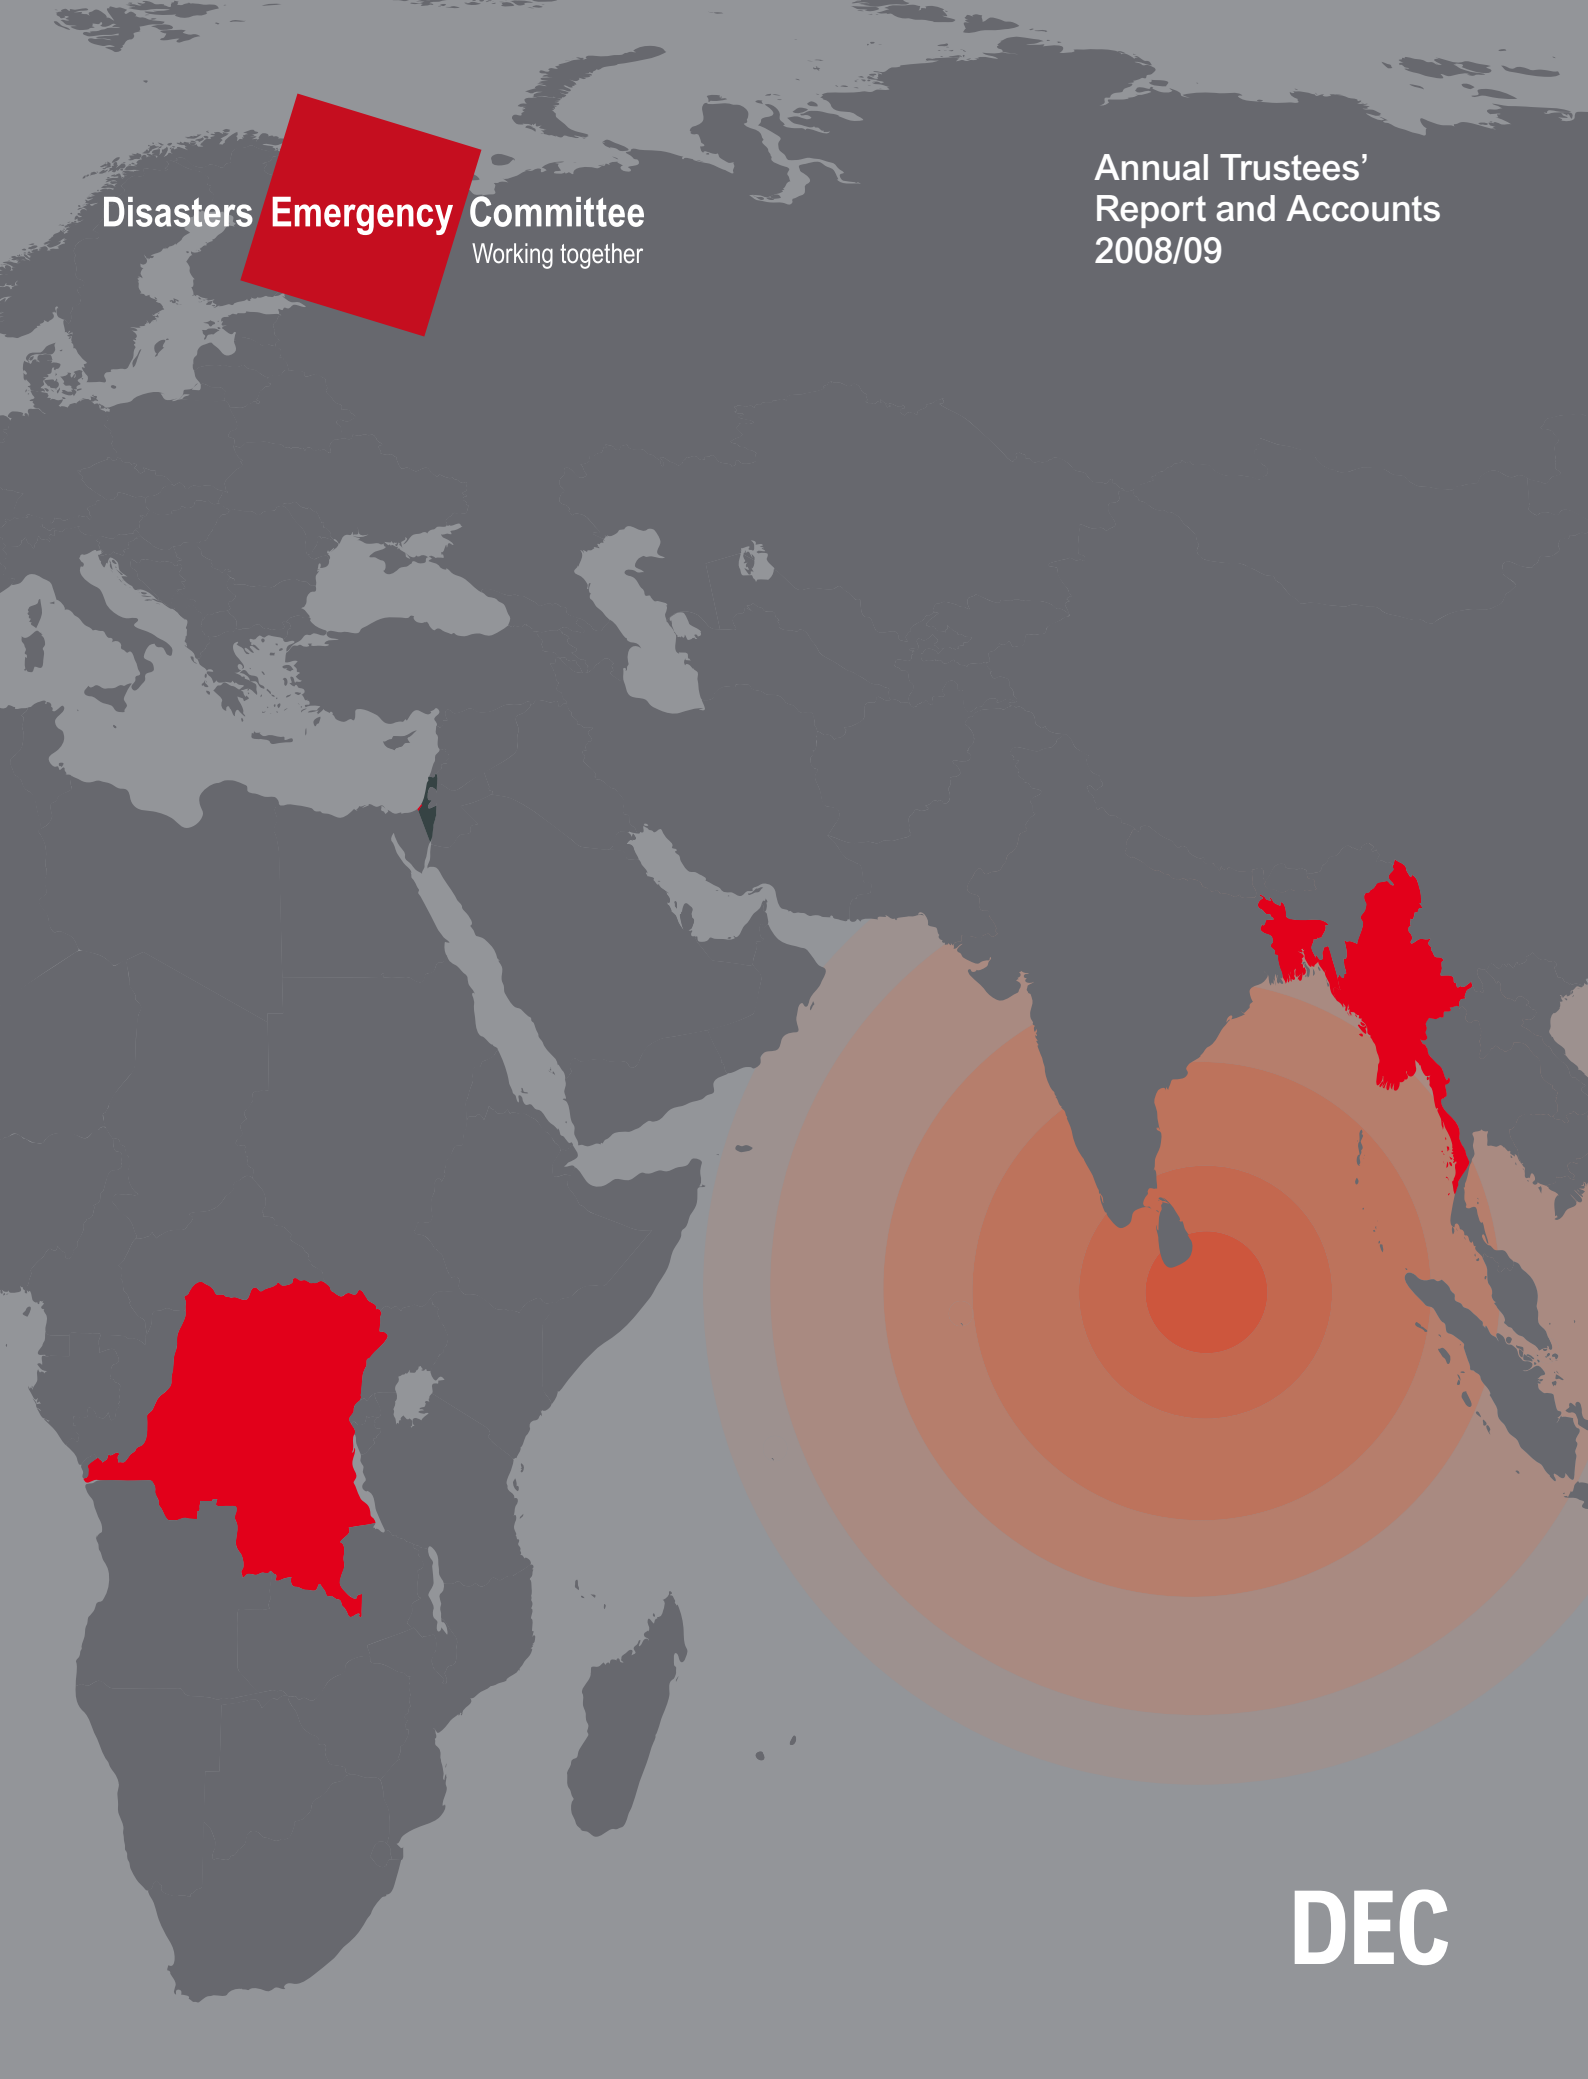 Disasters Emergency Committee
Working together
Annual Trustees’
Report and Accounts
2008/09
DEC